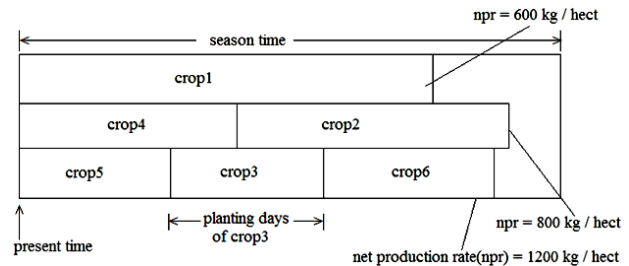 npr = 600 kg / hect
season time
crop1
crop4 crop2
crop5 crop3 crop6
planting days
of crop3
npr = 800 kg / hect
present time
net production rate(npr) = 1200 kg / hect